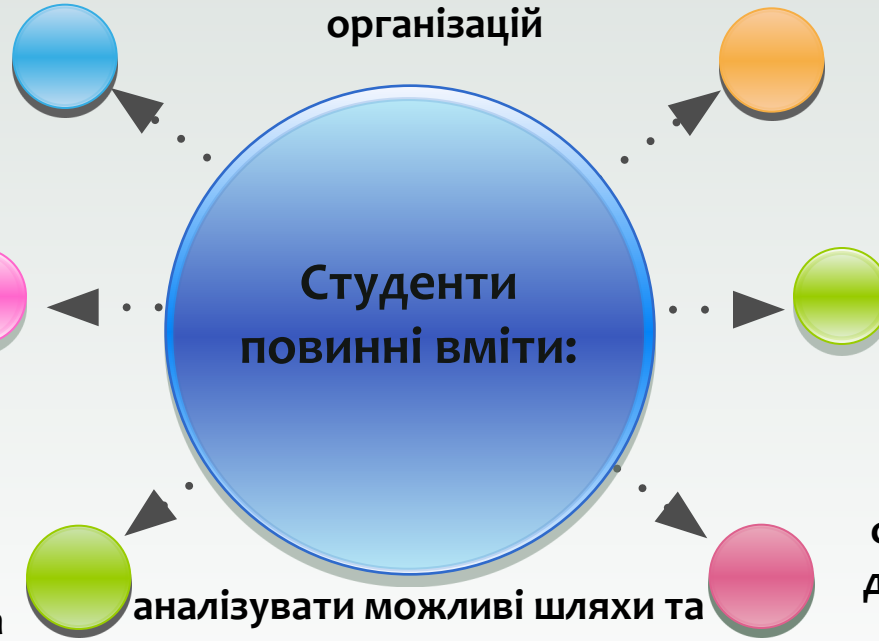 організацій
Студенти
повинні вміти:
аналізувати можливі шляхи та